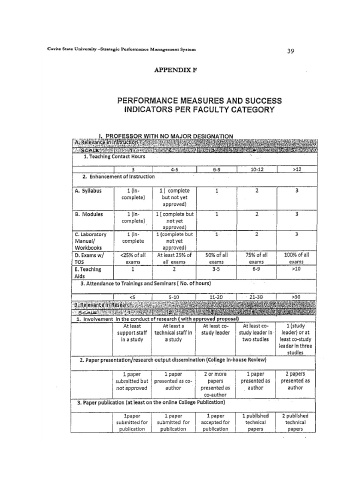 Cavite State University -Strategic Performance Management System
39
APPENDIX F
PERFORMANCE MEASURES AND SUCCESS
INDICATORS PER FACULTY CATEGORY
I. PROFESSOR WITH NO MAJOR DESIGNATION
A. Relevance in Instruction
SCALE 1 2 3 4 5
1. Teaching Contact Hours
3 4-5 6-9 10-12 >12
2. Enhancement of Instruction
A. Syllabus 1 (in- 1 ( complete 1 2 3
complete) but not yet
approved)
B. Modules 1 (in- 1 ( complete but 1 2 3
complete) not yet
approved)
C. Laboratory 1 (in- 1 (complete but 1 2 3
Manual/ complete not yet
Workbooks approved)
D. Exams w/ <25% of all At least 25% of 50% of all 75% of all 100% of all
TOS exams all exams exams exams exams
E. Teaching 1 2 3-5 6-9 >10
Aids
3. Attendance to Trainings and Seminars ( No. of hours)
<5 5-10 11-20 21-30 >30
SCALE 1 2 3 4 5
1. Involvement in the conduct of research ( with approved proposal)
At least At least a At least co- At least co- 1 (study
support staff technical staff in study leader study leader in leader) or at
in a study a study two studies least co-study
leader in three
studies
2. Paper presentation/research output dissemination (College In-house Review)
1 paper 1 paper 2 or more 1 paper 2 papers
submitted but presented as co- papers presented as presented as
not approved author presented as author author
co-author
3. Paper publication (at least on the online College Publication)
1paper 1 paper 1 paper 1 published 2 published
submitted for submitted for accepted for technical technical
publication publication publication papers papers